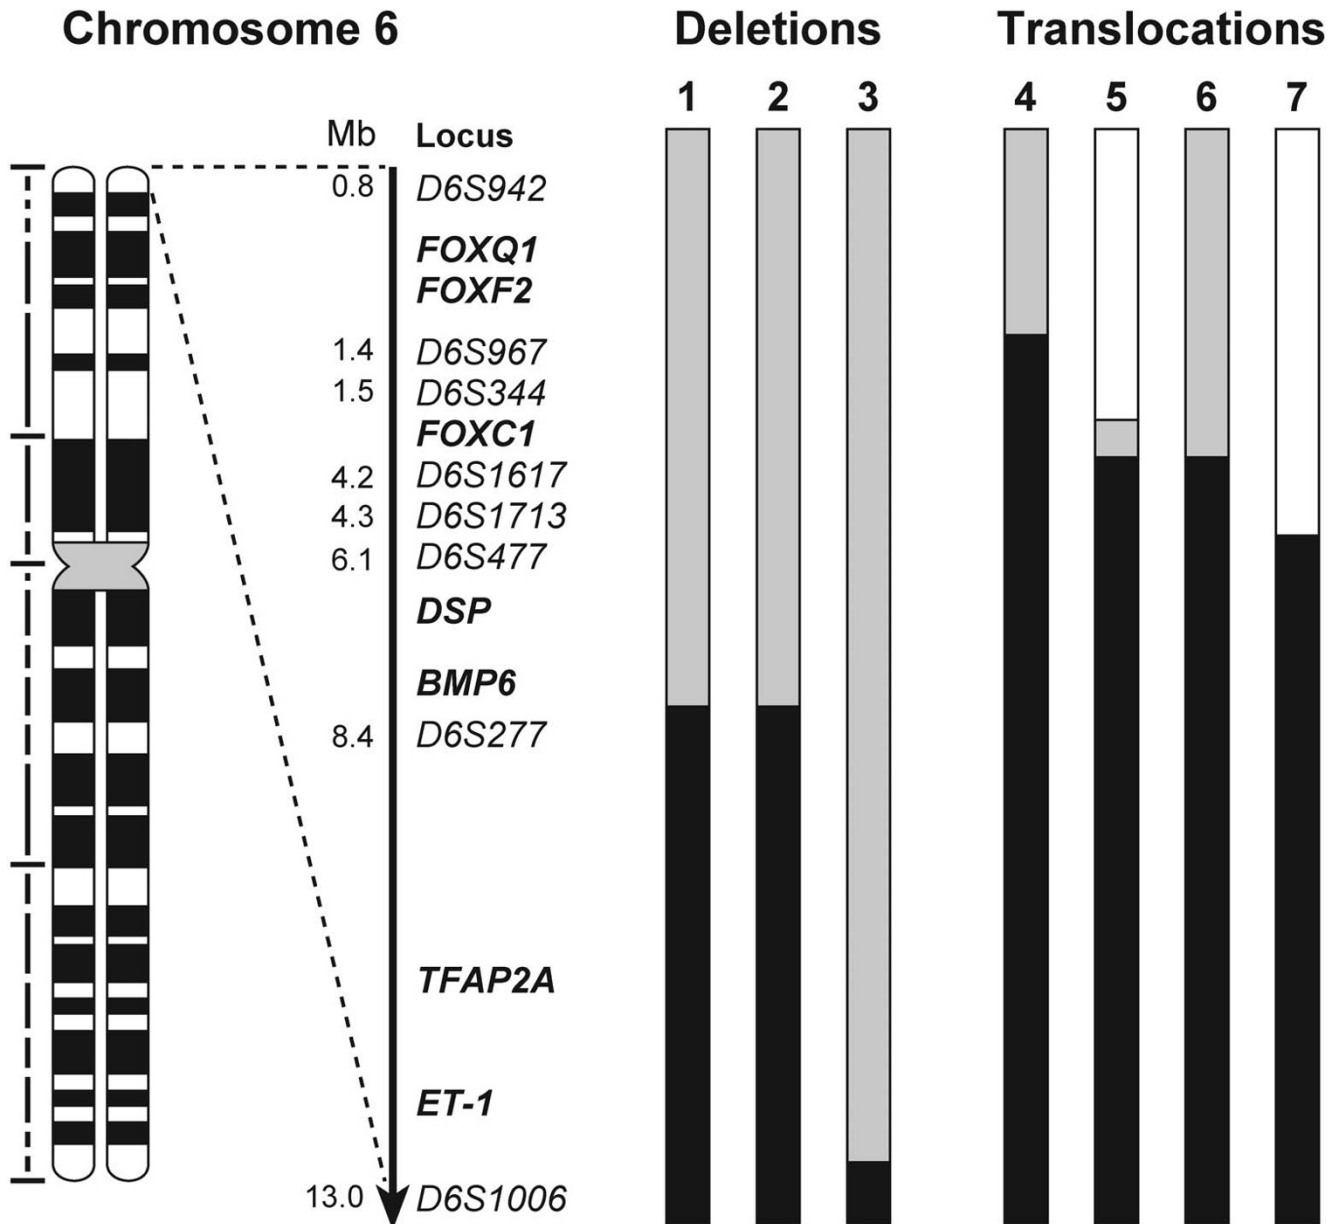 Chromosome 6 Deletions Translocations
1 2 3 4 5 6 7
Mb Locus
0.8 D6S942
FOXQ1
FOXF2
1.4 D6S967
1.5 D6S344
FOXC1
4.2 D6S1617
4.3 D6S1713
6.1 D6S477
DSP
BMP6
8.4 D6S277
TFAP2A
ET-1
13.0 D6S1006